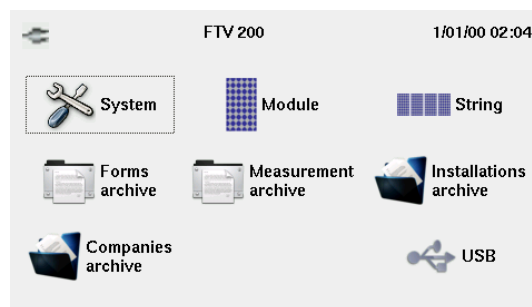 FTV 200 1/01/00 02:04
System Module String
Forms archive Measurement archive Installations archive
Companies archive USB